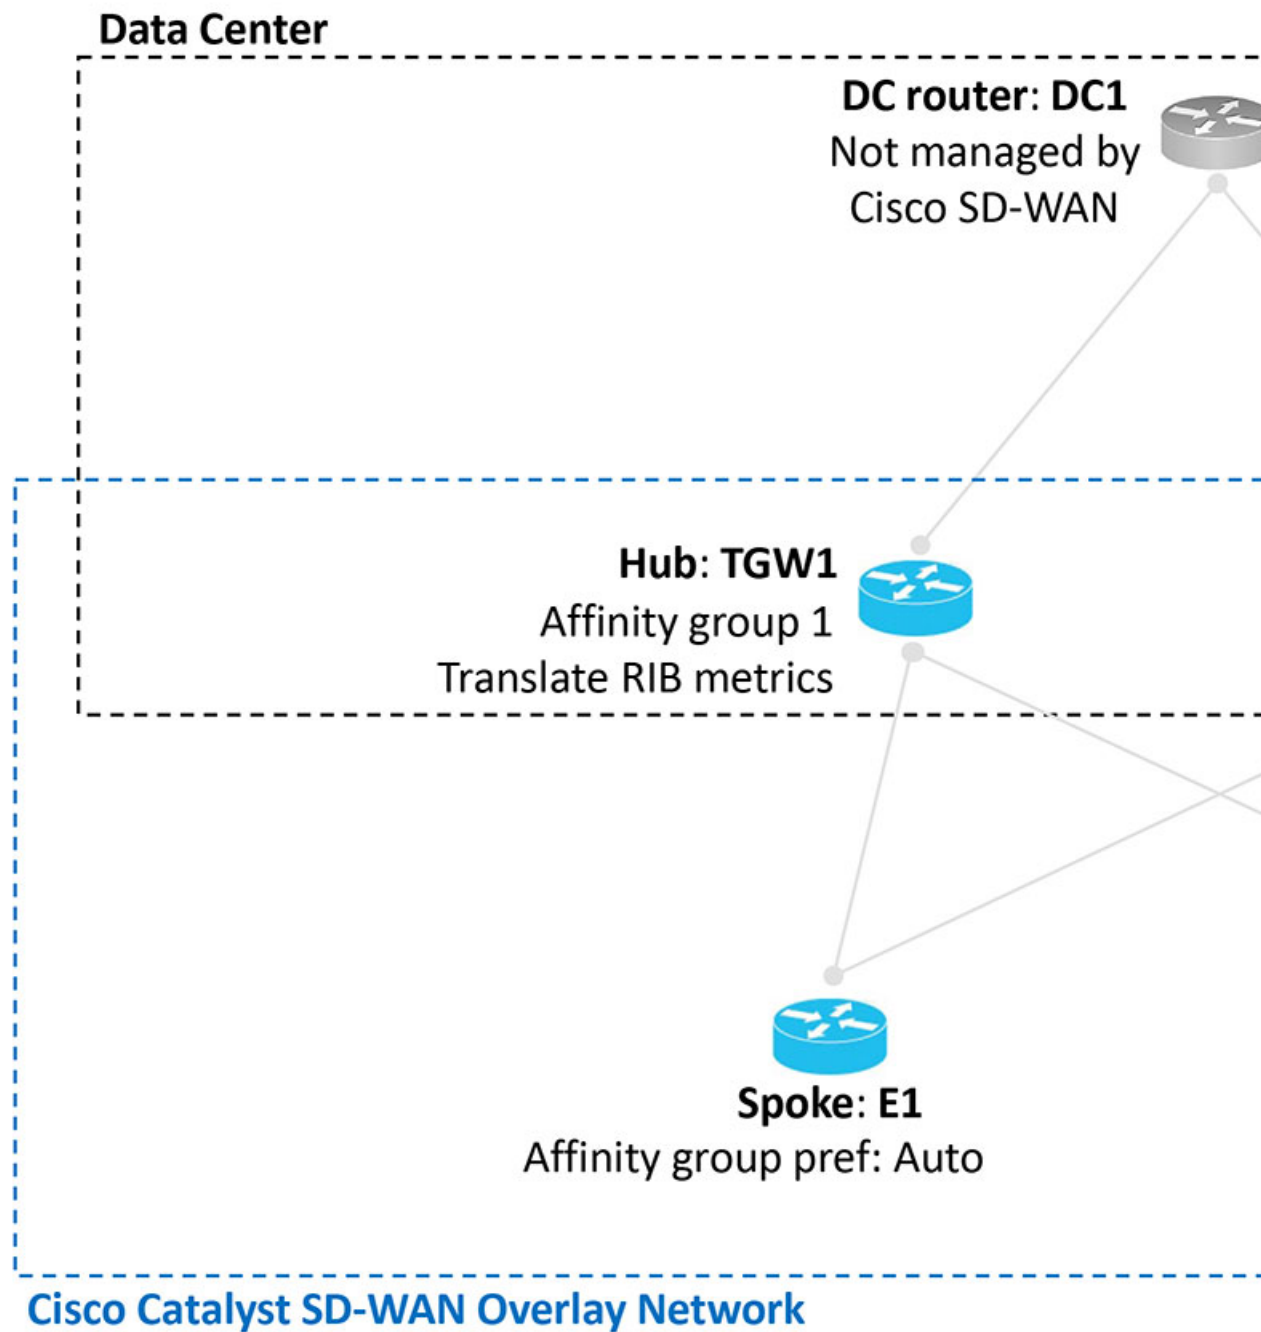 Data Center
DC router: DC1
Not managed by
Cisco SD-WAN
Hub: TGW1
Affinity group 1
Translate RIB metrics
Spoke: E1
Affinity group pref: Auto
Cisco Catalyst SD-WAN Overlay Network